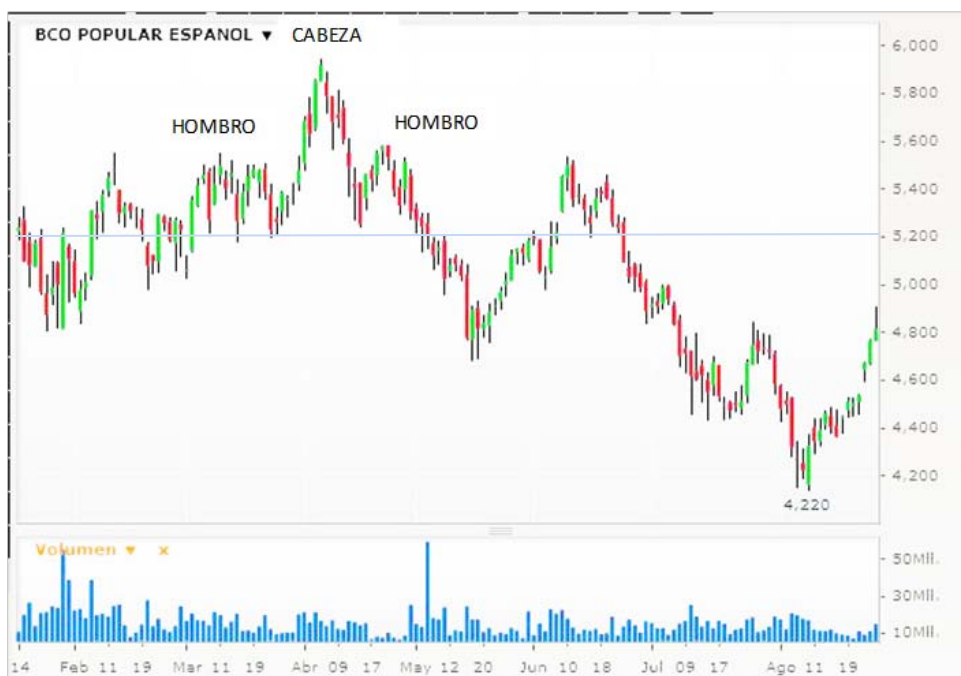 BCO POPULAR ESPANOL ▼ CABEZA
HOMBRO HOMBRO
6,000
5,800
5,600
5,400
5,200
5,000
4,800
4,600
4,400
4,200
4,220
Volumen ▼ ×
50Mil.
30Mil.
10Mil.
14 Feb 11 19 Mar 11 19 Abr 09 17 May 12 20 Jun 10 18 Jul 09 17 Ago 11 19